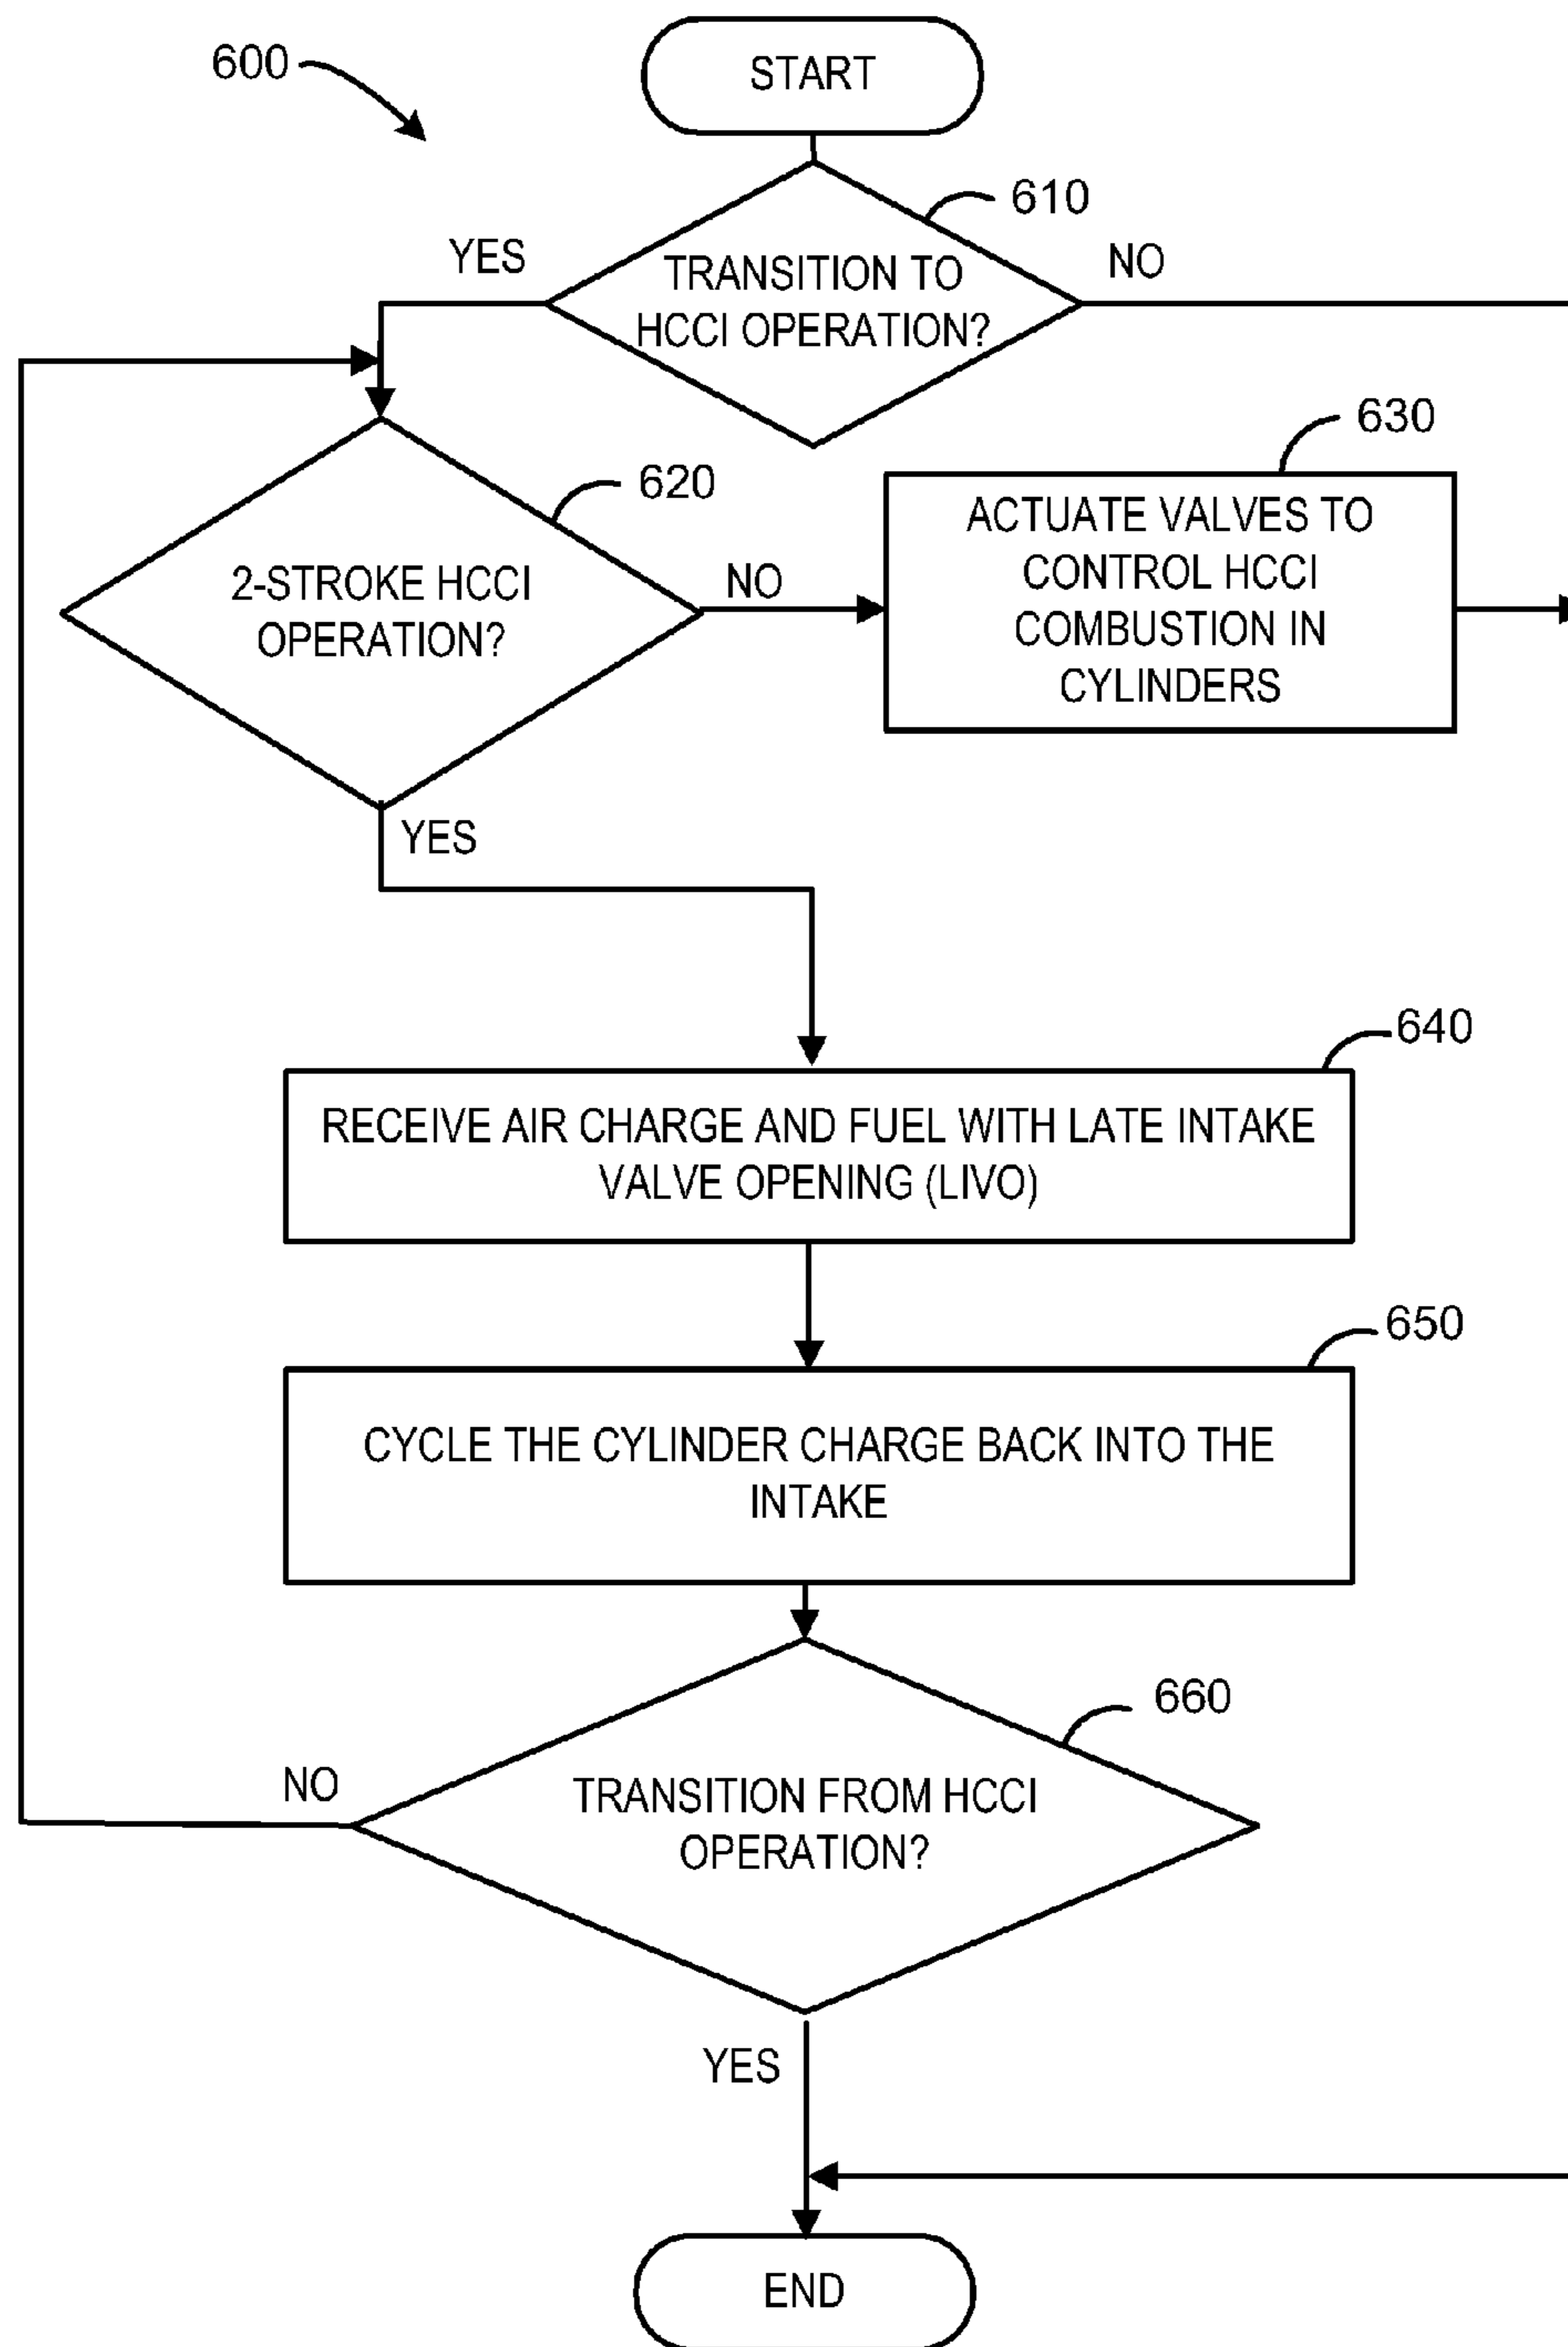 600
START
610
YES
NO
TRANSITION TO
HCCI OPERATION?
630
620
ACTUATE VALVES TO
CONTROL HCCI
COMBUSTION IN
CYLINDERS
2-STROKE HCCI
OPERATION?
NO
YES
640
RECEIVE AIR CHARGE AND FUEL WITH LATE INTAKE
VALVE OPENING (LIVO)
650
CYCLE THE CYLINDER CHARGE BACK INTO THE
INTAKE
660
NO
TRANSITION FROM HCCI
OPERATION?
YES
END